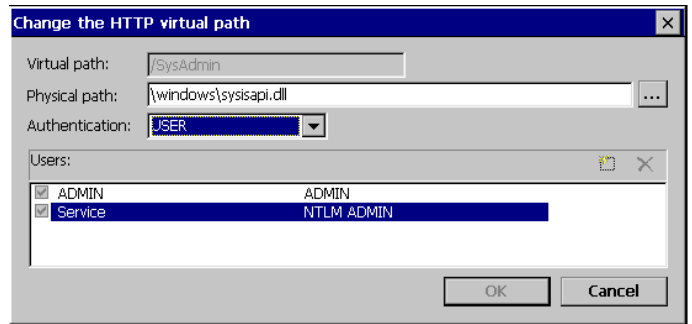 Change the HTTP virtual path
Virtual path: /SysAdmin
Physical path: \windows\sysisapi.dll ...
Authentication: USER
Users:
ADMIN ADMIN
Service NTLM ADMIN
OK Cancel